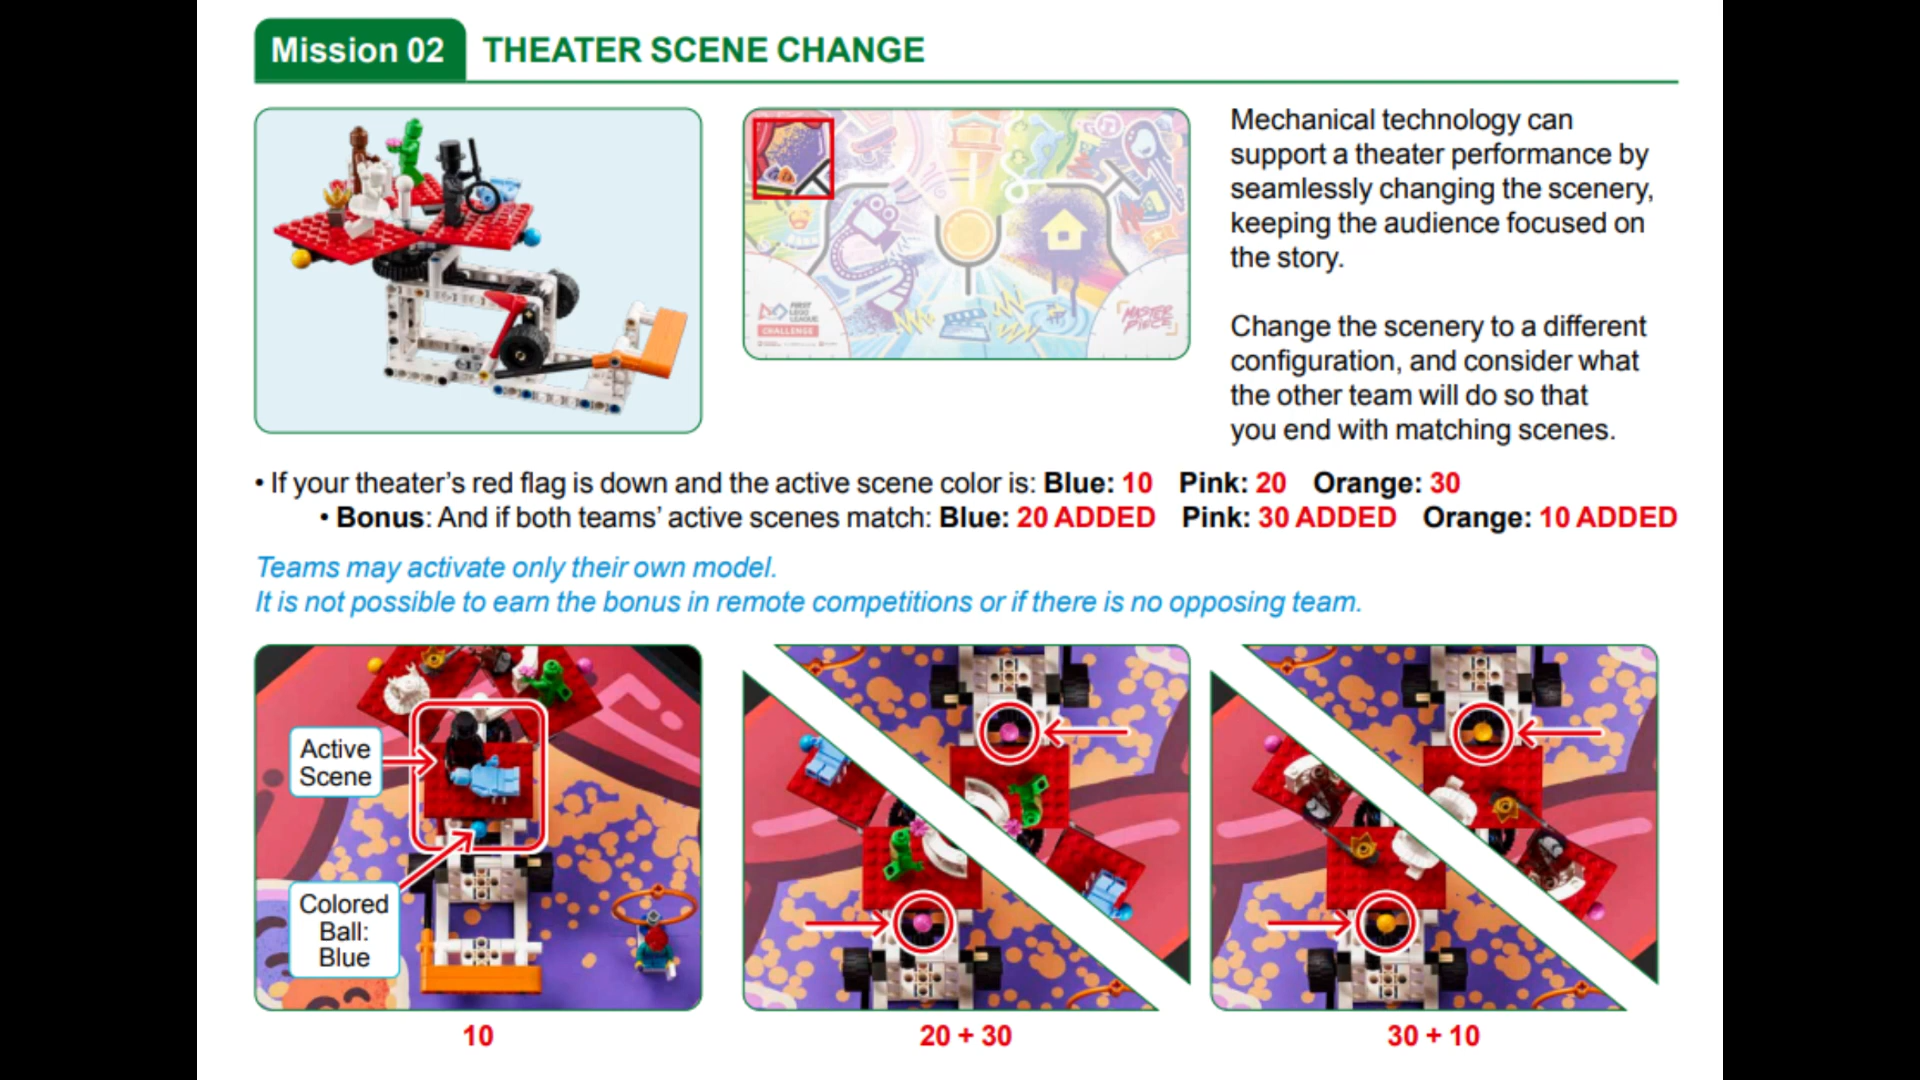 Mission 02 THEATER SCENE CHANGE
Mechanical technology can
support a theater performance by
seamlessly changing the scenery,
keeping the audience focused on
the story.
Change the scenery to a different
configuration, and consider what
the other team will do so that
you end with matching scenes.
FIRST
LEGO
LEAGUE
CHALLENGE
MASTER
PIECE
• If your theater's red flag is down and the active scene color is: Blue: 10 Pink: 20 Orange: 30
• Bonus: And if both teams' active scenes match: Blue: 20 ADDED Pink: 30 ADDED Orange: 10 ADDED
Teams may activate only their own model.
It is not possible to earn the bonus in remote competitions or if there is no opposing team.
Active
Scene
Colored
Ball:
Blue
10
20 + 30
30 + 10